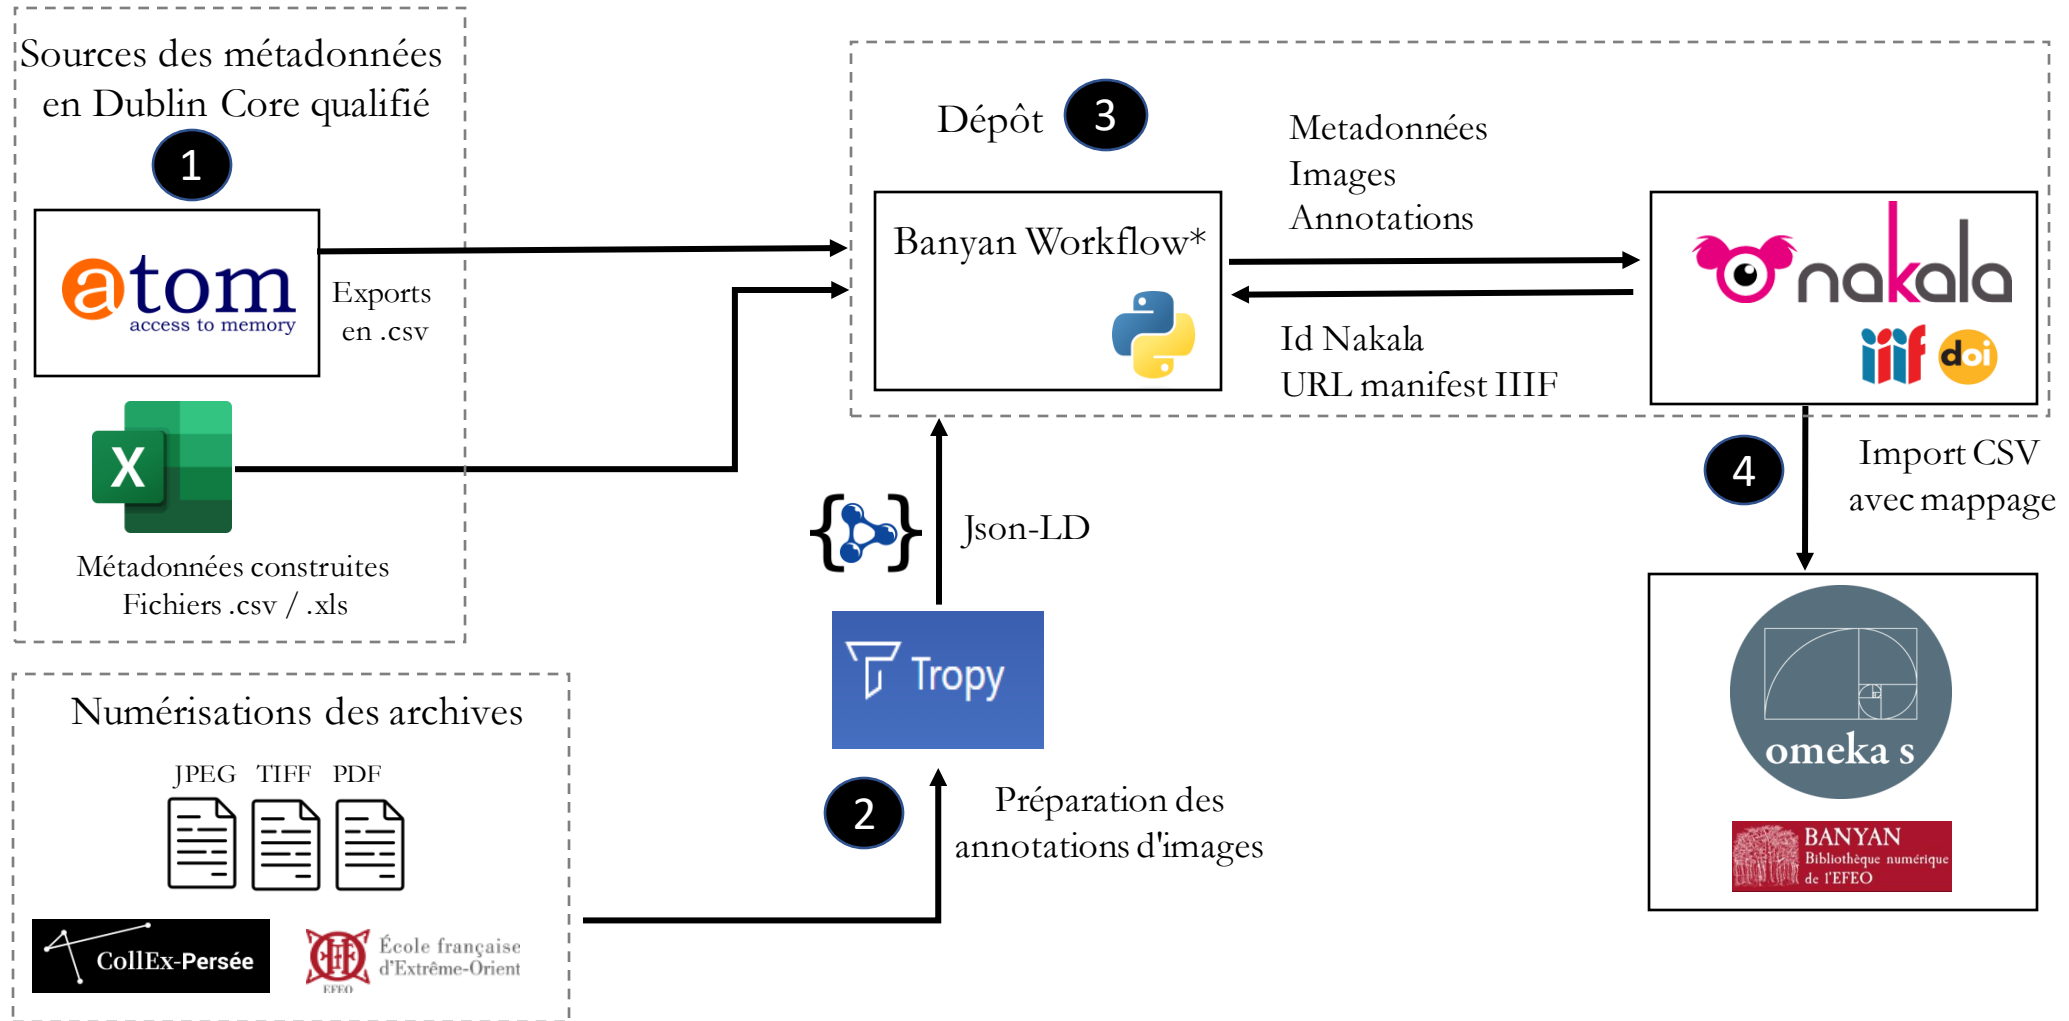 Sources des métadonnées
en Dublin Core qualifié
1
atom
access to memory
Exports
en .csv
X
Métadonnées construites
Fichiers .csv / .xls
Numérisations des archives
JPEG TIFF PDF
CollEx-Persée
École française
d'Extrême-Orient
EFEO
2
Préparation des
annotations d'images
Tropy
{ }
Json-LD
Dépôt 3
Banyan Workflow*
Metadonnées
Images
Annotations
Id Nakala
URL manifest IIIF
nakala
iiif doi
4
Import CSV
avec mappage
omeka s
BANYAN
Bibliothèque numérique
de l'EFEO